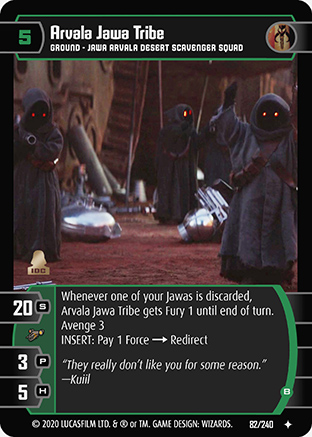 5
Arvala Jawa Tribe
GROUND - JAWA ARVALA DESERT SCAVENGER SQUAD
IDC
20 S
Whenever one of your Jawas is discarded,
Arvala Jawa Tribe gets Fury 1 until end of turn.
Avenge 3
INSERT: Pay 1 Force → Redirect
3 P
“They really don’t like you for some reason.”
—Kuiil
5 H
B
© 2020 LUCASFILM LTD. & ® OR TM. GAME DESIGN: WIZARDS.
82/240